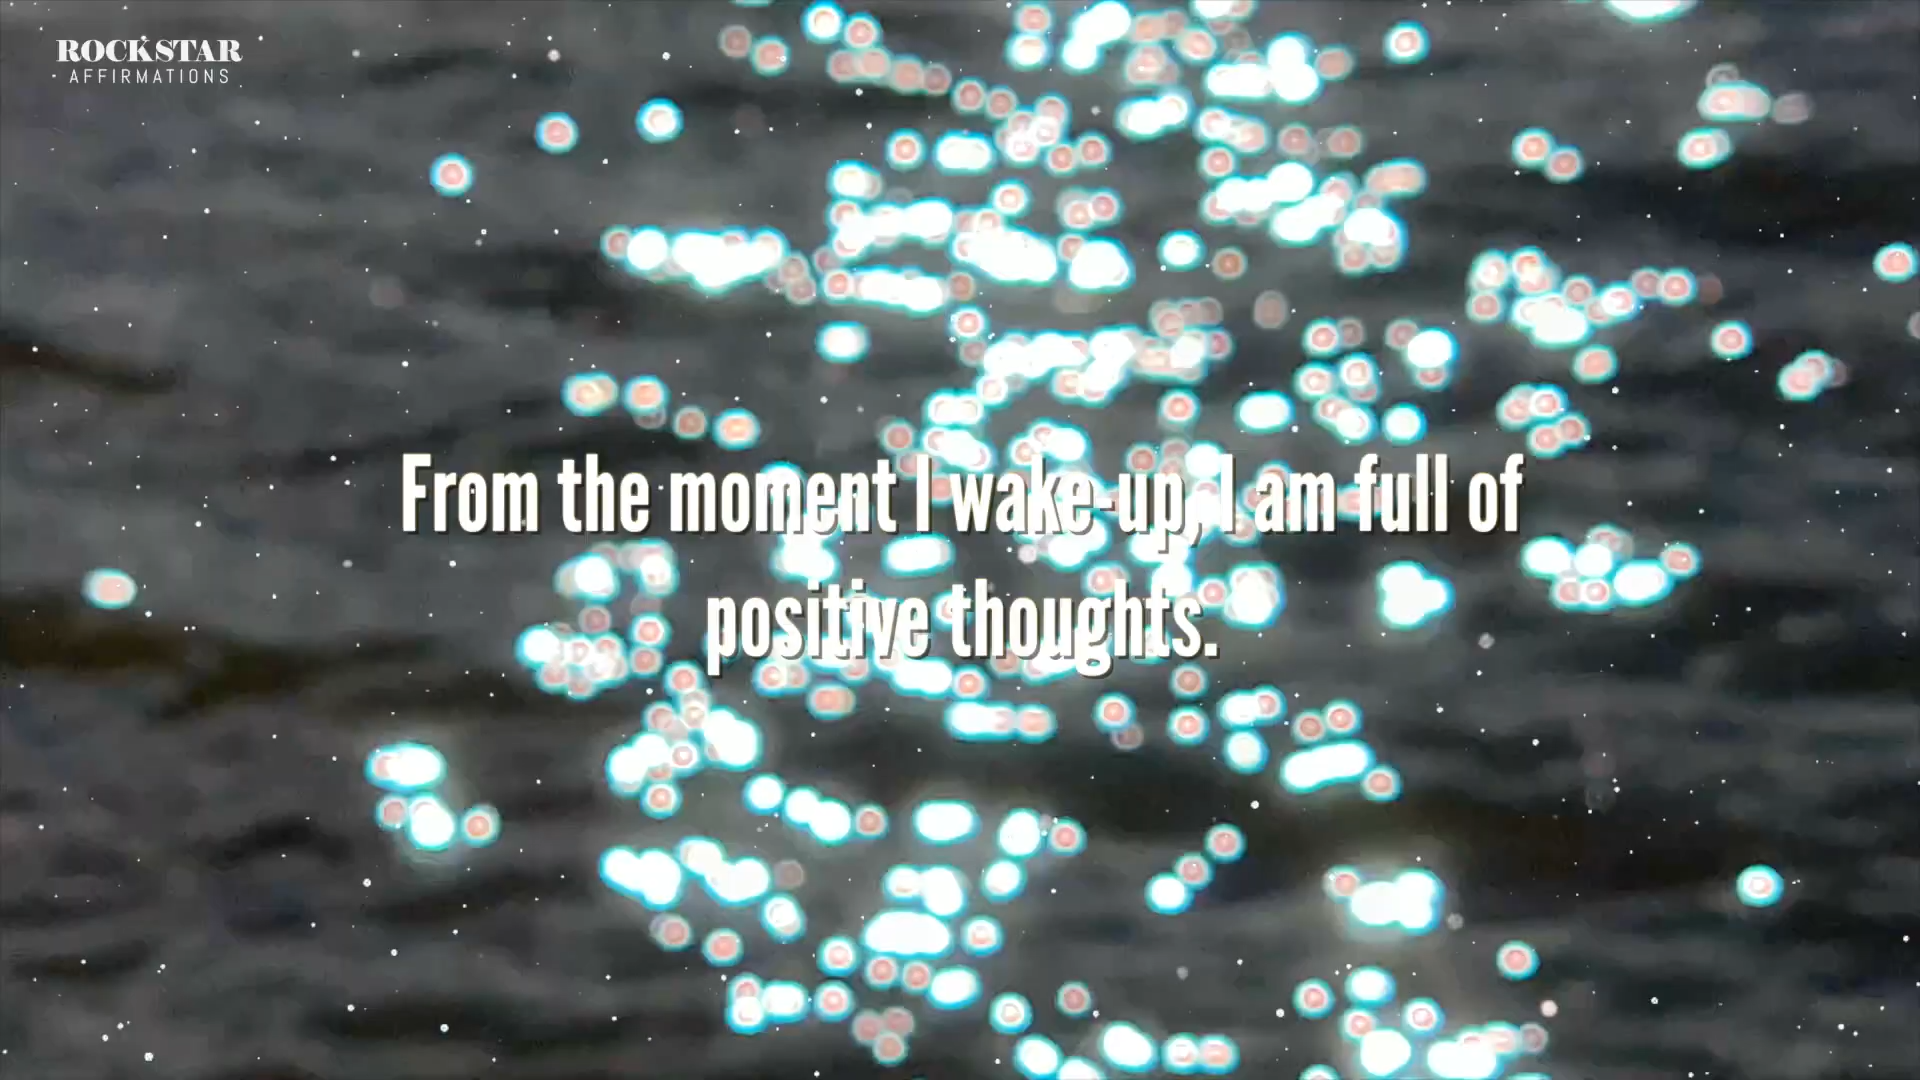 ROCKSTAR
AFFIRMATIONS
From the moment I wake-up, I am full of
positive thoughts.